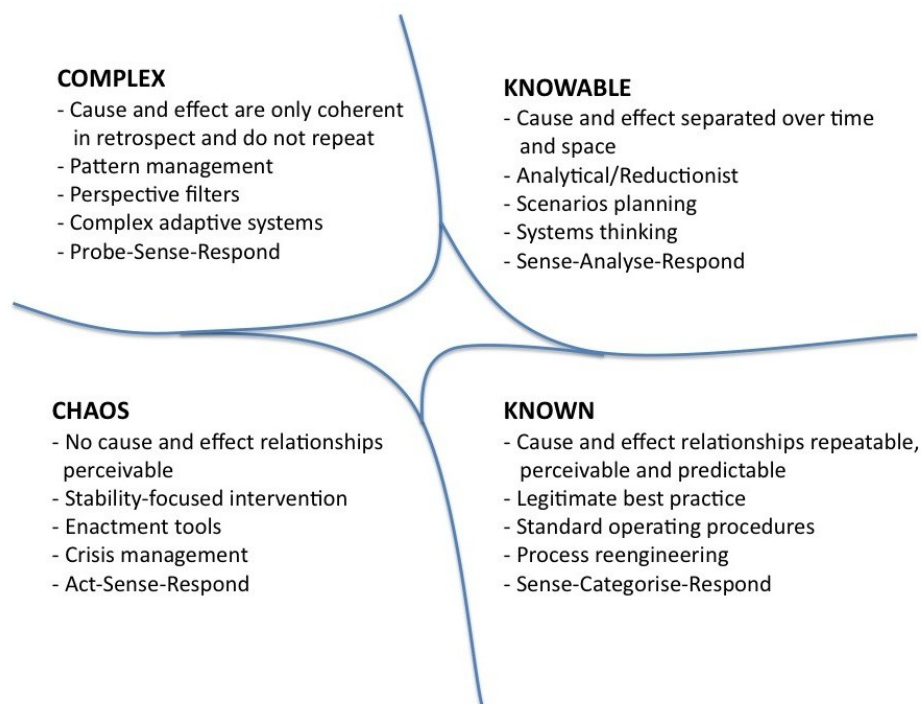 COMPLEX
- Cause and effect are only coherent
in retrospect and do not repeat
- Pattern management
- Perspective filters
- Complex adaptive systems
- Probe-Sense-Respond
KNOWABLE
- Cause and effect separated over time
and space
- Analytical/Reductionist
- Scenarios planning
- Systems thinking
- Sense-Analyse-Respond
CHAOS
- No cause and effect relationships
perceivable
- Stability-focused intervention
- Enactment tools
- Crisis management
- Act-Sense-Respond
KNOWN
- Cause and effect relationships repeatable,
perceivable and predictable
- Legitimate best practice
- Standard operating procedures
- Process reengineering
- Sense-Categorise-Respond